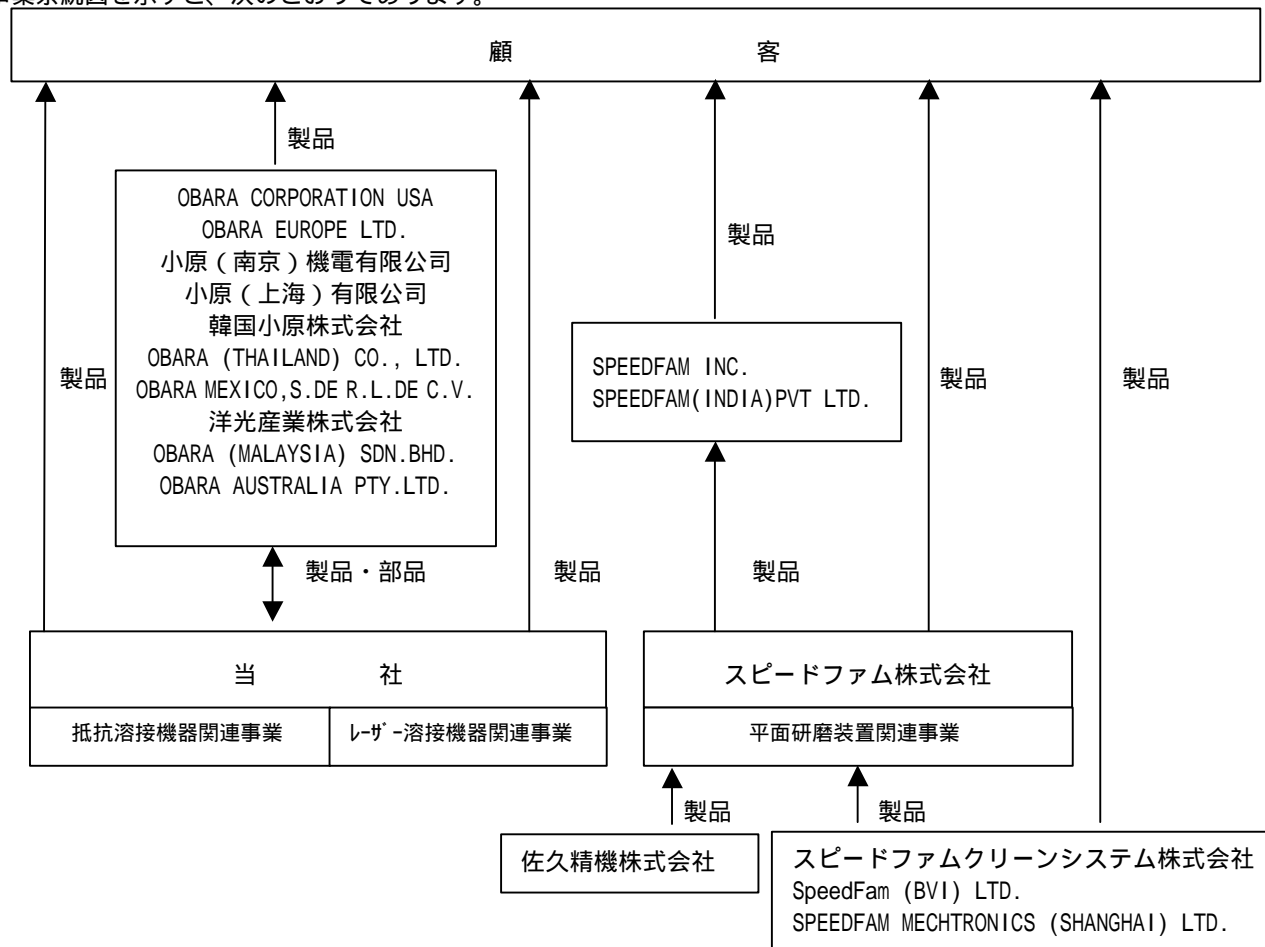 事業系統図を示すと、次のとおりであります。
顧　　　　　客
製品
OBARA CORPORATION USA
OBARA EUROPE LTD.
小原（南京）機電有限公司
小原（上海）有限公司
韓国小原株式会社
OBARA (THAILAND) CO., LTD.
OBARA MEXICO,S.DE R.L.DE C.V.
洋光産業株式会社
OBARA (MALAYSIA) SDN.BHD.
OBARA AUSTRALIA PTY.LTD.
製品
製品
SPEEDFAM INC.
SPEEDFAM(INDIA)PVT LTD.
製品
製品
製品・部品
製品
製品
当　　　　　社
抵抗溶接機器関連事業
ﾚｰｻﾞｰ溶接機器関連事業
スピードファム株式会社
平面研磨装置関連事業
製品
製品
佐久精機株式会社
スピードファムクリーンシステム株式会社
SpeedFam (BVI) LTD.
SPEEDFAM MECHTRONICS (SHANGHAI) LTD.